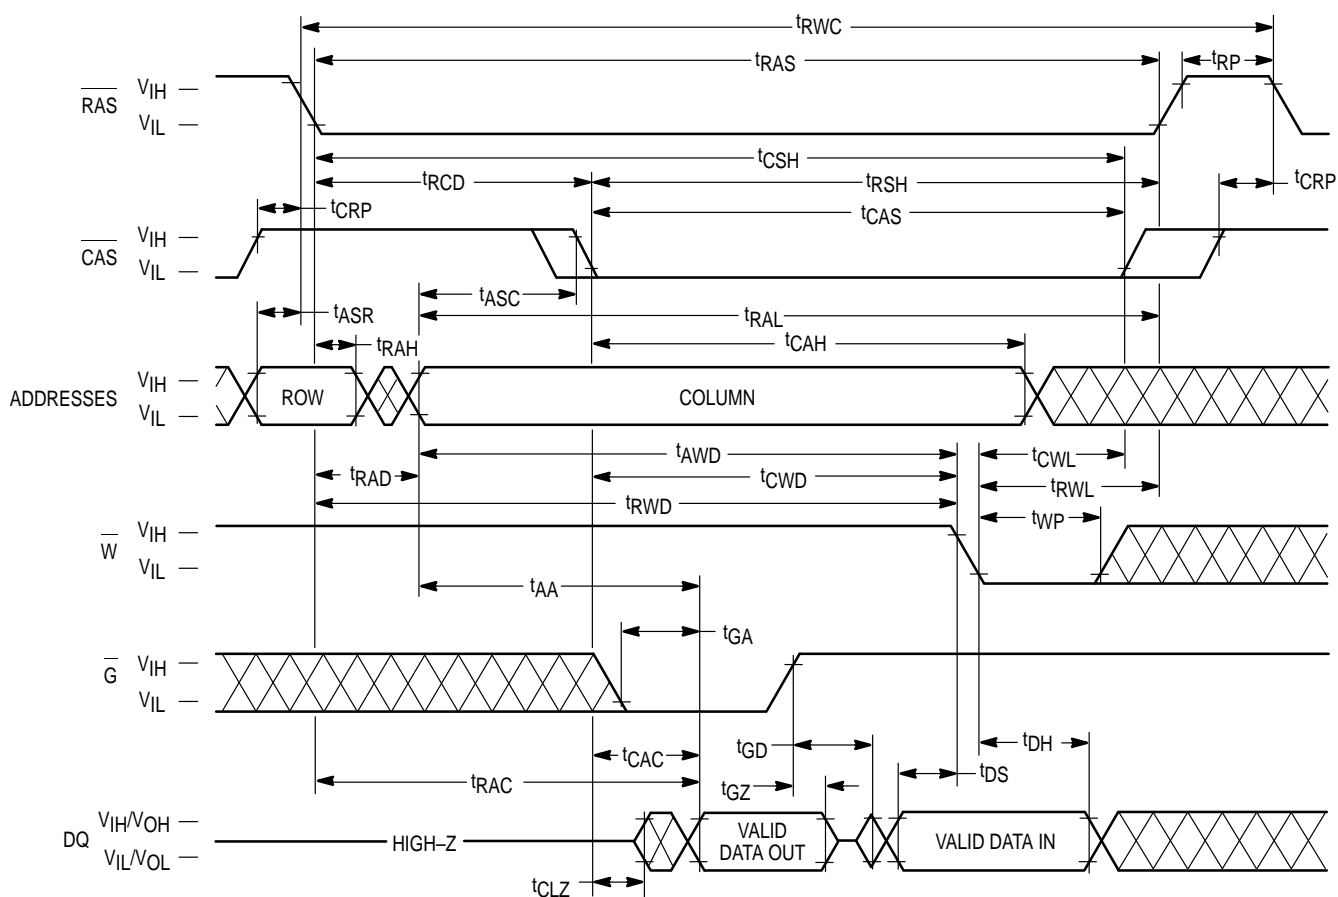 tRWC
tRAS
tRP
RAS
VIH
VIL
tCSH
tRCD
tRSH
tCRP
tCRP
tCAS
CAS
VIH
VIL
tASC
tASR
tRAL
tRAH
tCAH
ADDRESSES
VIH
VIL
ROW
COLUMN
tAWD
tCWL
tRAD
tCWD
tRWL
tRWD
tWP
W
VIH
VIL
tAA
tGA
G
VIH
VIL
tCAC
tGD
tDH
tRAC
tDS
tGZ
DQ
VIH/VOH
VIL/VOL
HIGH–Z
VALID
DATA OUT
VALID DATA IN
tCLZ